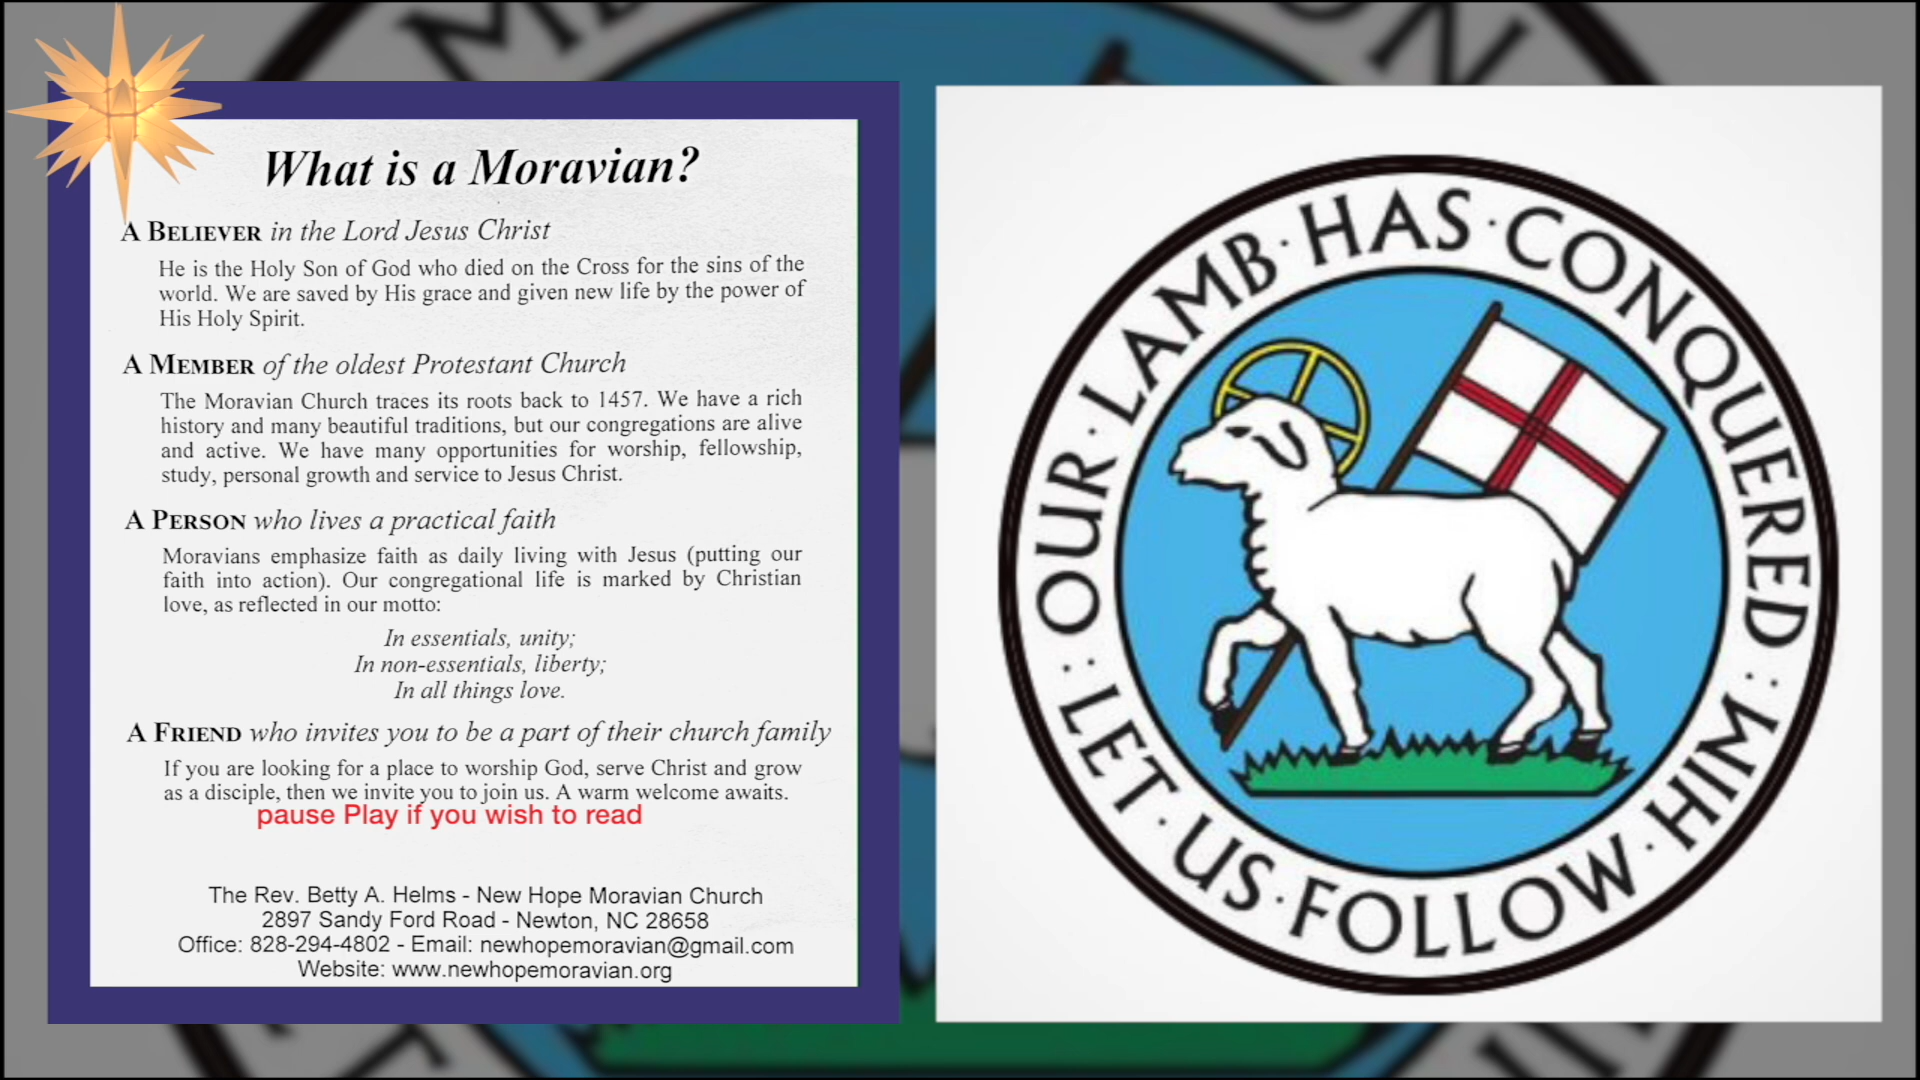 What is a Moravian?
A BELIEVER in the Lord Jesus Christ
He is the Holy Son of God who died on the Cross for the sins of the
world. We are saved by His grace and given new life by the power of
His Holy Spirit.
A MEMBER of the oldest Protestant Church
The Moravian Church traces its roots back to 1457. We have a rich
history and many beautiful traditions, but our congregations are alive
and active. We have many opportunities for worship, fellowship,
study, personal growth and service to Jesus Christ.
A PERSON who lives a practical faith
Moravians emphasize faith as daily living with Jesus (putting our
faith into action). Our congregational life is marked by Christian
love, as reflected in our motto:
In essentials, unity;
In non-essentials, liberty;
In all things love.
A FRIEND who invites you to be a part of their church family
If you are looking for a place to worship God, serve Christ and grow
as a disciple, then we invite you to join us. A warm welcome awaits.
pause Play if you wish to read
The Rev. Betty A. Helms - New Hope Moravian Church
2897 Sandy Ford Road - Newton, NC 28658
Office: 828-294-4802 - Email: newhopemoravian@gmail.com
Website: www.newhopemoravian.org
OUR · LAMB · HAS · CONQUERED
LET · US · FOLLOW · HIM